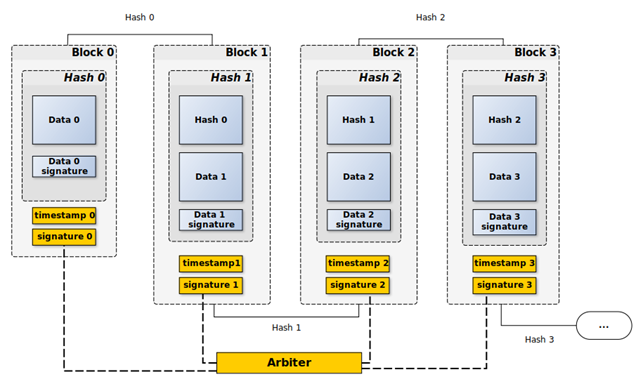 Hash 0
Hash 2
Block 0
Hash 0
Data 0
Data 0
signature
timestamp 0
signature 0
Block 1
Hash 1
Hash 0
Data 1
Data 1
signature
timestamp1
signature 1
Block 2
Hash 2
Hash 1
Data 2
Data 2
signature
timestamp 2
signature 2
Block 3
Hash 3
Hash 2
Data 3
Data 3
signature
timestamp 3
signature 3
Hash 1
Hash 3
...
Arbiter